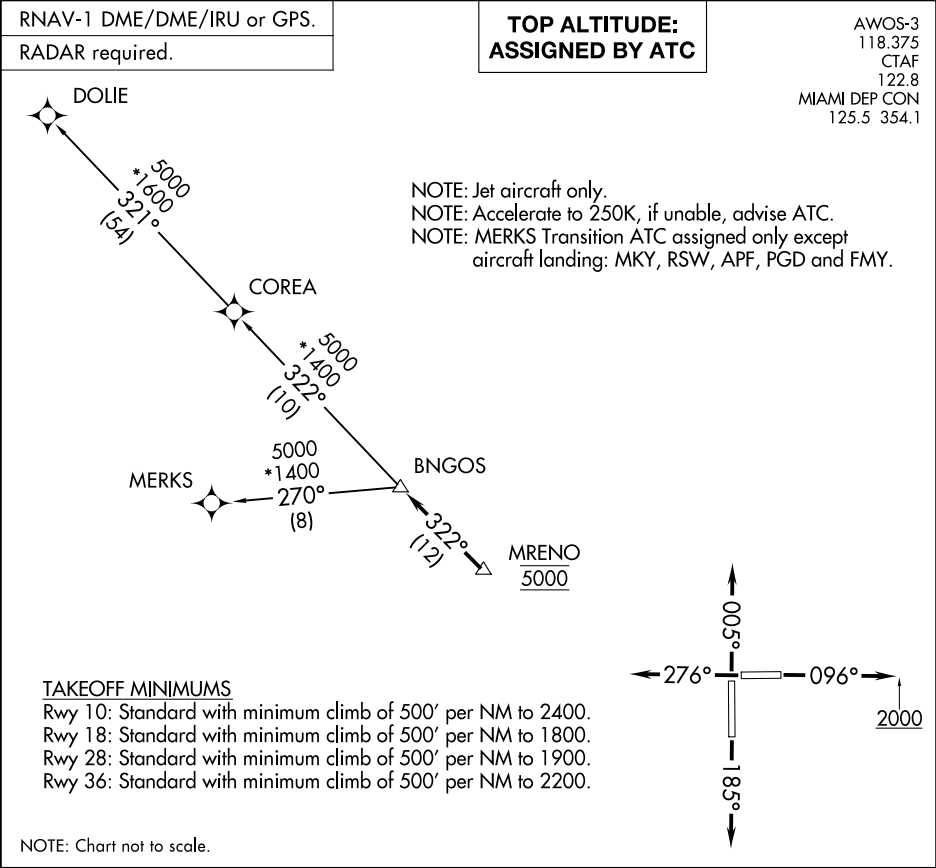 RNAV-1 DME/DME/IRU or GPS.
RADAR required.
TOP ALTITUDE:
ASSIGNED BY ATC
AWOS-3
118.375
CTAF
122.8
MIAMI DEP CON
125.5 354.1
DOLIE
5000
*1600
321°
(54)
NOTE: Jet aircraft only.
NOTE: Accelerate to 250K, if unable, advise ATC.
NOTE: MERKS Transition ATC assigned only except
aircraft landing: MKY, RSW, APF, PGD and FMY.
COREA
5000
*1400
322°
(10)
5000
*1400
270°
(8)
MERKS
BNGOS
322°
(12)
MRENO
5000
005°
276°
096°
2000
185°
TAKEOFF MINIMUMS
Rwy 10: Standard with minimum climb of 500' per NM to 2400.
Rwy 18: Standard with minimum climb of 500' per NM to 1800.
Rwy 28: Standard with minimum climb of 500' per NM to 1900.
Rwy 36: Standard with minimum climb of 500' per NM to 2200.
NOTE: Chart not to scale.